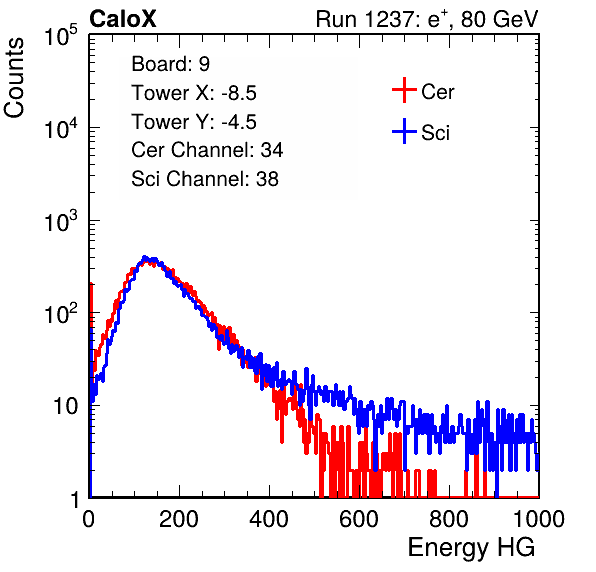 CaloX Run 1237: e⁺, 80 GeV
Counts
10⁵
10⁴
10³
10²
10
1
Board: 9
Tower X: -8.5
Tower Y: -4.5
Cer Channel: 34
Sci Channel: 38
Cer
Sci
0 200 400 600 800 1000
Energy HG